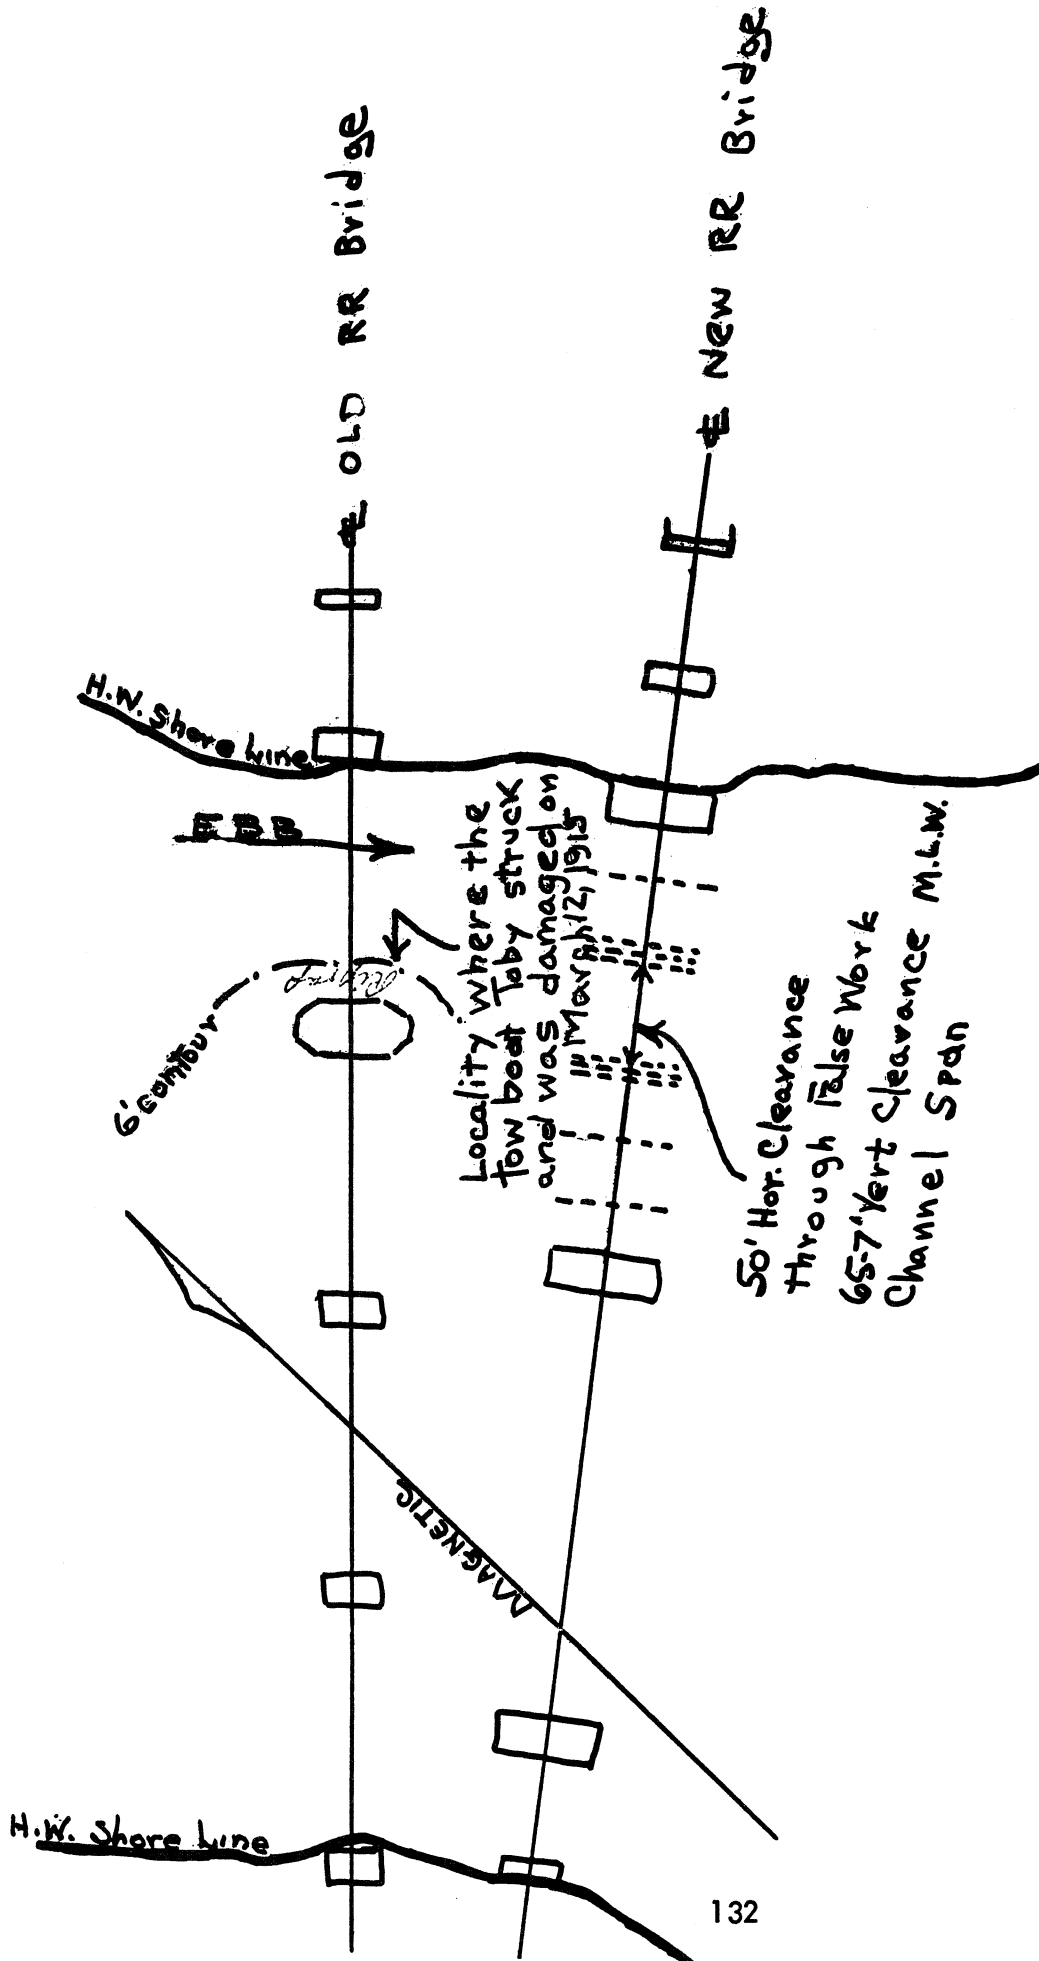 ℄ OLD RR Bridge
℄ NEW RR Bridge
H.W. Shore Line
EBB
6' contour
Locality where the
Tow boat Toby struck
and was damaged on
March 12, 1915
50' Hor. Clearance
through False Work
65-7" Vert Clearance M.L.W.
Channel Span
MAGNETIC
H.W. Shore Line
132